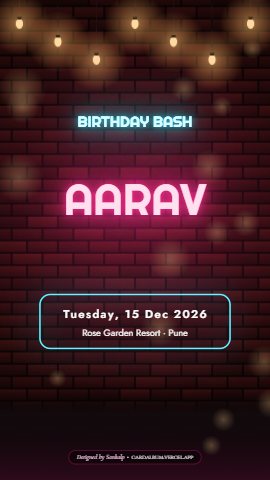 BIRTHDAY BASH
AARAV
Tuesday, 15 Dec 2026
Rose Garden Resort · Pune
Designed by Sankalp • CARDALBUM.VERCEL.APP